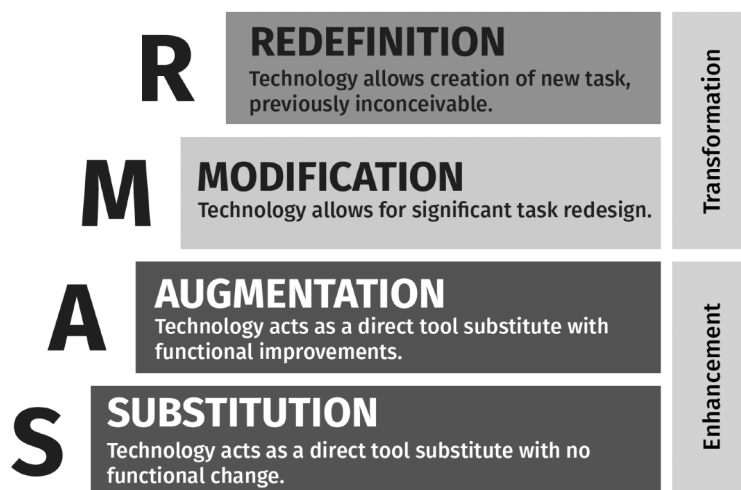 R
REDEFINITION
Technology allows creation of new task,
previously inconceivable.
M
MODIFICATION
Technology allows for significant task redesign.
Transformation
A
AUGMENTATION
Technology acts as a direct tool substitute with
functional improvements.
S
SUBSTITUTION
Technology acts as a direct tool substitute with no
functional change.
Enhancement